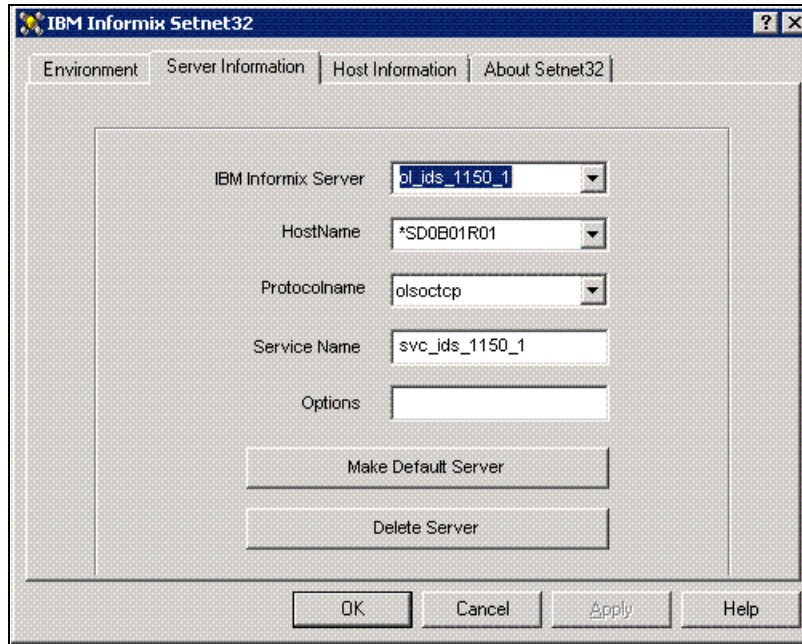 IBM Informix Setnet32
Environment Server Information Host Information About Setnet32
IBM Informix Server ol_ids_1150_1
HostName *SD0B01R01
Protocolname olsoctcp
Service Name svc_ids_1150_1
Options
Make Default Server
Delete Server
OK Cancel Apply Help